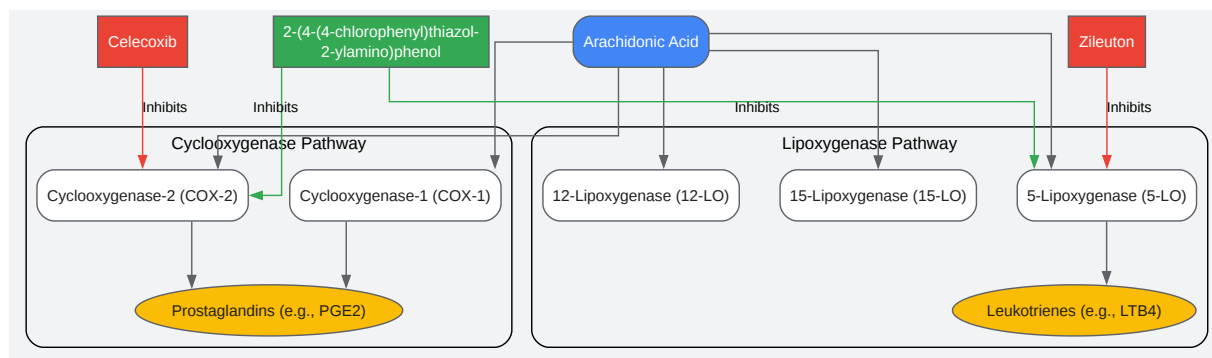 Celecoxib
2-(4-(4-chlorophenyl)thiazol-
2-ylamino)phenol
Arachidonic Acid
Zileuton
Inhibits
Inhibits
Inhibits
Inhibits
Cyclooxygenase Pathway
Lipoxygenase Pathway
Cyclooxygenase-2 (COX-2)
Cyclooxygenase-1 (COX-1)
12-Lipoxygenase (12-LO)
15-Lipoxygenase (15-LO)
5-Lipoxygenase (5-LO)
Prostaglandins (e.g., PGE2)
Leukotrienes (e.g., LTB4)